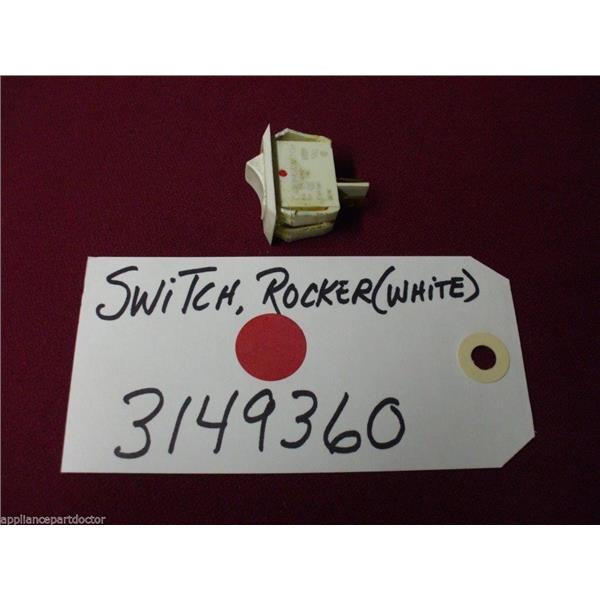 SWiTCH, ROCKER(WHiTE)
3149360
appliancepartdoctor